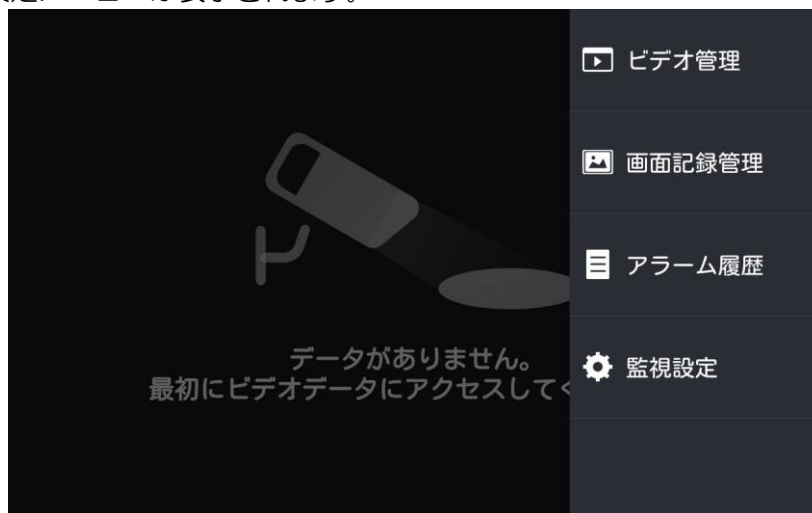 ビデオ管理
画面記録管理
アラーム履歴
監視設定
データがありません。
最初にビデオデータにアクセスしてく